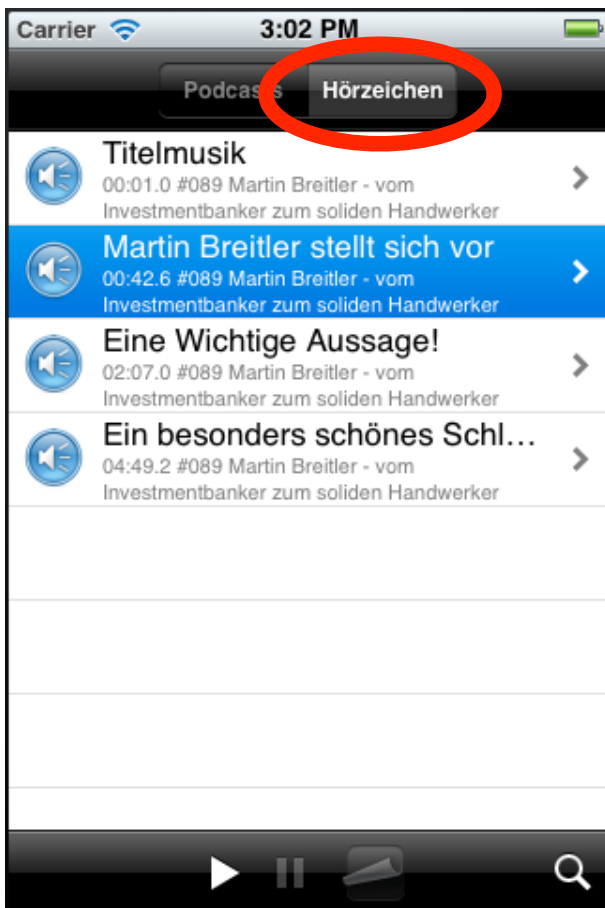 Carrier 3:02 PM
Podcasts Hörzeichen
Titelmusik
00:01.0 #089 Martin Breitler - vom
Investmentbanker zum soliden Handwerker
Martin Breitler stellt sich vor
00:42.6 #089 Martin Breitler - vom
Investmentbanker zum soliden Handwerker
Eine Wichtige Aussage!
02:07.0 #089 Martin Breitler - vom
Investmentbanker zum soliden Handwerker
Ein besonders schönes Schl...
04:49.2 #089 Martin Breitler - vom
Investmentbanker zum soliden Handwerker